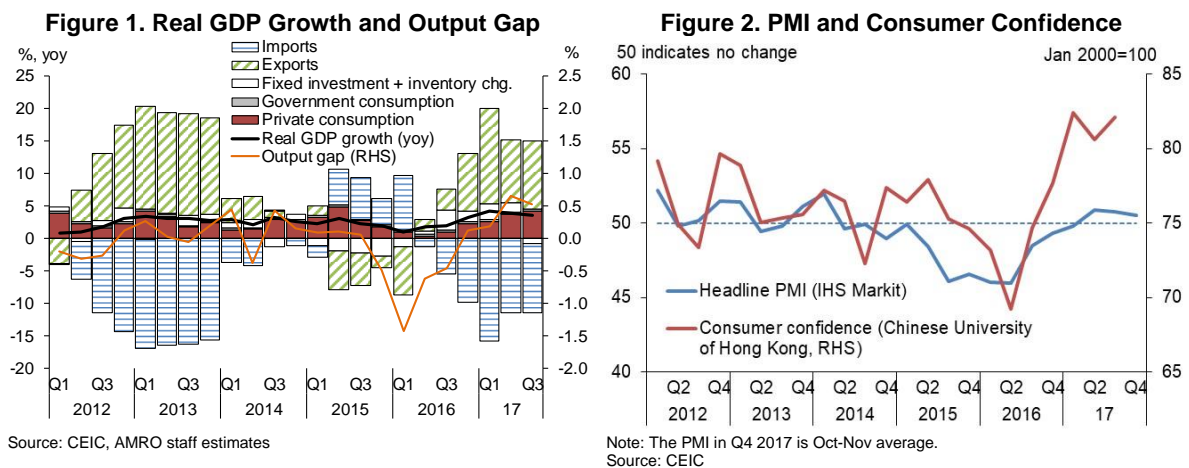 Figure 1. Real GDP Growth and Output Gap
%, yoy
%
Imports
Exports
Fixed investment + inventory chg.
Government consumption
Private consumption
Real GDP growth (yoy)
Output gap (RHS)
25
20
15
10
5
0
-5
-10
-15
-20
2.5
2.0
1.5
1.0
0.5
0.0
-0.5
-1.0
-1.5
-2.0
Q1 Q3 Q1 Q3 Q1 Q3 Q1 Q3 Q1 Q3 Q1 Q3
2012 2013 2014 2015 2016 17
Source: CEIC, AMRO staff estimates
Figure 2. PMI and Consumer Confidence
50 indicates no change
Jan 2000=100
60
55
50
45
40
85
80
75
70
65
Headline PMI (IHS Markit)
Consumer confidence (Chinese University
of Hong Kong, RHS)
Q2 Q4 Q2 Q4 Q2 Q4 Q2 Q4 Q2 Q4 Q2 Q4
2012 2013 2014 2015 2016 17
Note: The PMI in Q4 2017 is Oct-Nov average.
Source: CEIC